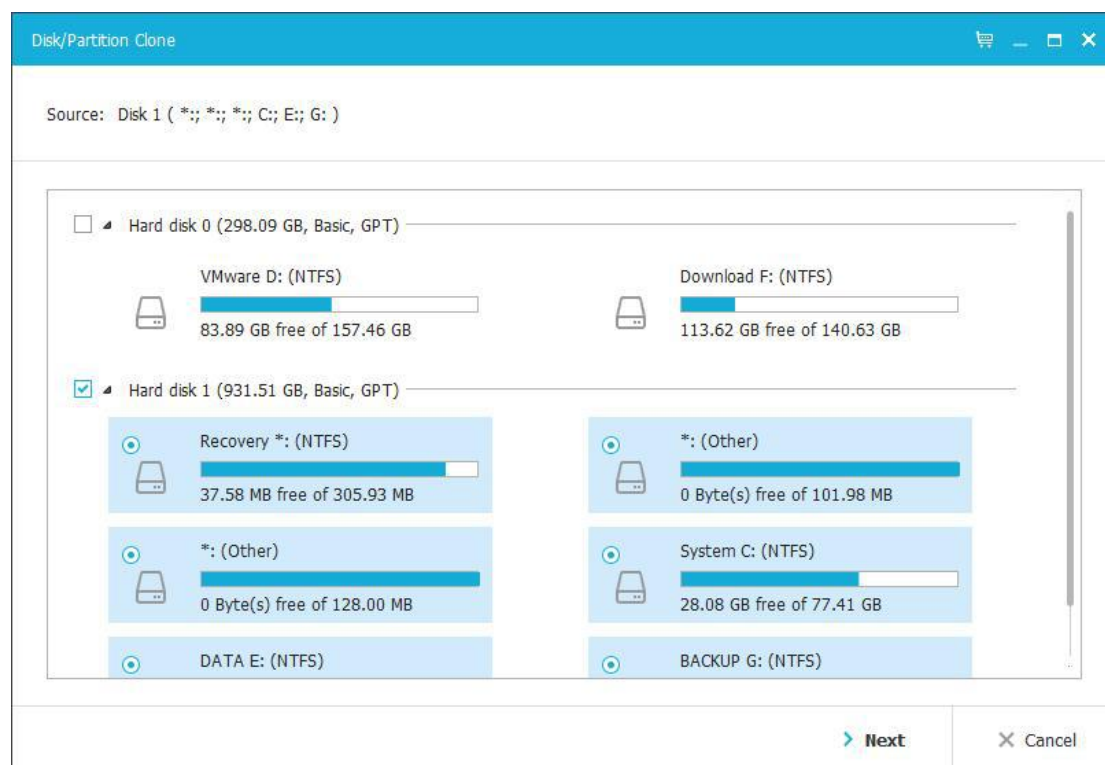 Disk/Partition Clone
Source: Disk 1 ( *:; *:; *:; C:; E:; G: )
Hard disk 0 (298.09 GB, Basic, GPT)
VMware D: (NTFS)
83.89 GB free of 157.46 GB
Download F: (NTFS)
113.62 GB free of 140.63 GB
Hard disk 1 (931.51 GB, Basic, GPT)
Recovery *: (NTFS)
37.58 MB free of 305.93 MB
*: (Other)
0 Byte(s) free of 101.98 MB
*: (Other)
0 Byte(s) free of 128.00 MB
System C: (NTFS)
28.08 GB free of 77.41 GB
DATA E: (NTFS)
BACKUP G: (NTFS)
Next
Cancel